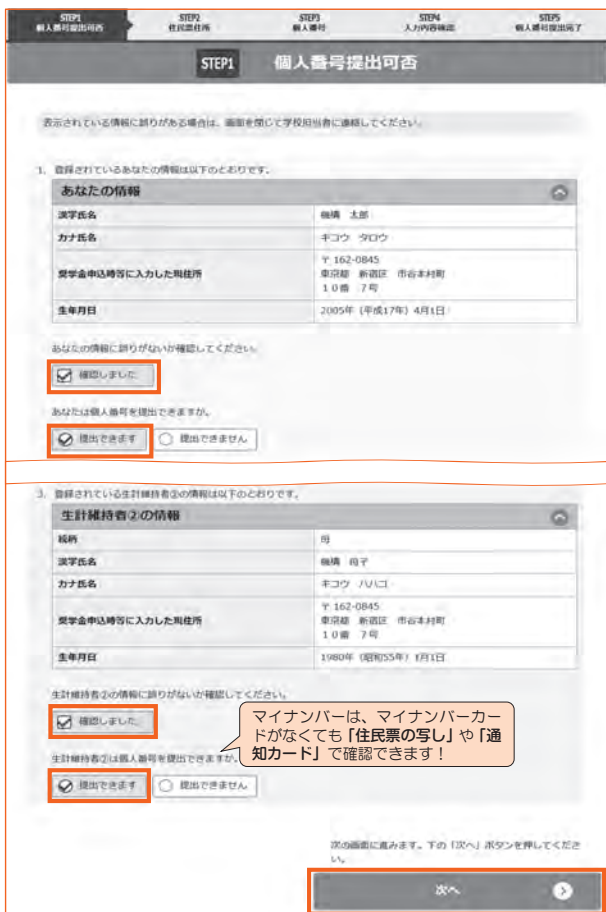 STEP1 STEP2 STEP3 STEP4 STEP5
個人番号提出可否 住民票住所 個人番号 入力内容確認 個人番号提出完了
STEP1 個人番号提出可否
表示されている情報に誤りがある場合は、画面を閉じて学校担当者に連絡してください。
1. 登録されているあなたの情報は以下のとおりです。
あなたの情報
漢字氏名 機構 太郎
カナ氏名 キコウ タロウ
奨学金申込時等に入力した現住所 〒162-0845
東京都 新宿区 市谷本村町
10番 7号
生年月日 2005年（平成17年）4月1日
あなたの情報に誤りがないか確認してください。
確認しました
あなたは個人番号を提出できますか。
提出できます 提出できません
3. 登録されている生計維持者②の情報は以下のとおりです。
生計維持者②の情報
続柄 母
漢字氏名 機構 母子
カナ氏名 キコウ ハハコ
奨学金申込時等に入力した現住所 〒162-0845
東京都 新宿区 市谷本村町
10番 7号
生年月日 1980年（昭和55年）1月1日
生計維持者②の情報に誤りがないか確認してください。
確認しました
マイナンバーは、マイナンバーカー
ドがなくても「住民票の写し」や「通
知カード」で確認できます！
生計維持者②は個人番号を提出できますか。
提出できます 提出できません
次の画面に進みます。下の「次へ」ボタンを押してくださ
い。
次へ